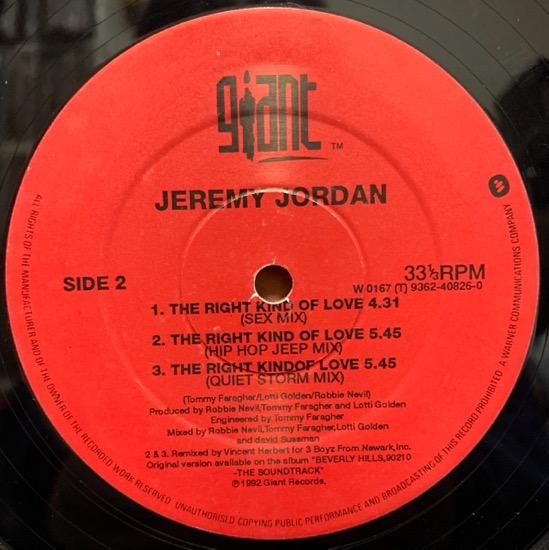 giant ™
JEREMY JORDAN
SIDE 2
33⅓RPM
W 0167 (T) 9362-40826-0
1. THE RIGHT KIND OF LOVE 4.31
(SEX MIX)
2. THE RIGHT KIND OF LOVE 5.45
(HIP HOP JEEP MIX)
3. THE RIGHT KINDOF LOVE 5.45
(QUIET STORM MIX)
(Tommy Faragher/Lotti Golden/Robbie Nevil)
Produced by Robbie Nevil,Tommy Faragher and Lotti Golden
Engineered by Tommy Faragher
Mixed by Robbie Nevil,Tommy Faragher,Lotti Golden
and david Sussman
2 & 3. Remixed by Vincent Herbert for 3 Boyz From Newark,Inc.
Original version available on the album "BEVERLY HILLS,90210
-THE SOUNDTRACK"
℗1992 Giant Records.
ALL RIGHTS OF THE MANUFACTURER AND OF THE OWNER OF THE RECORDED WORK RESERVED UNAUTHORISED COPYING PUBLIC PERFORMANCE AND BROADCASTING OF THIS RECORD PROHIBITED A WARNER COMMUNICATIONS COMPANY